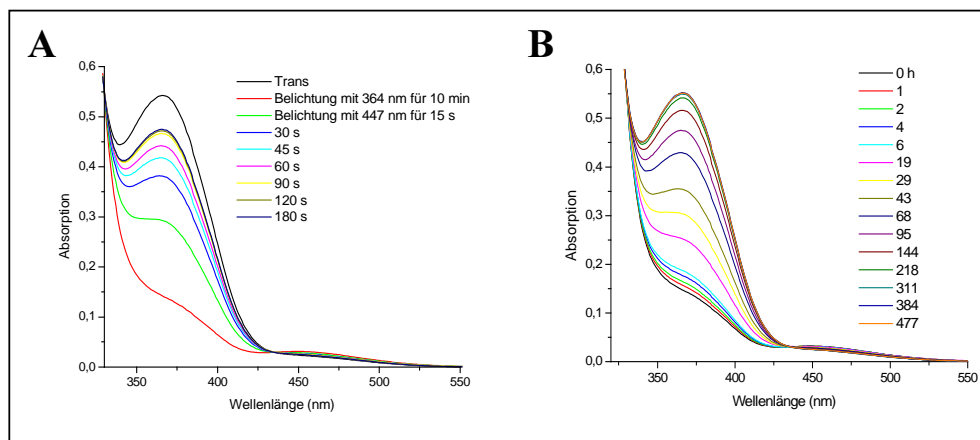 A
Absorption
0,6
0,5
0,4
0,3
0,2
0,1
0,0
350
400
450
500
550
Wellenlänge (nm)
Trans
Belichtung mit 364 nm für 10 min
Belichtung mit 447 nm für 15 s
30 s
45 s
60 s
90 s
120 s
180 s
B
Absorption
0,6
0,5
0,4
0,3
0,2
0,1
0,0
350
400
450
500
550
Wellenlänge (nm)
0 h
1
2
4
6
19
29
43
68
95
144
218
311
384
477